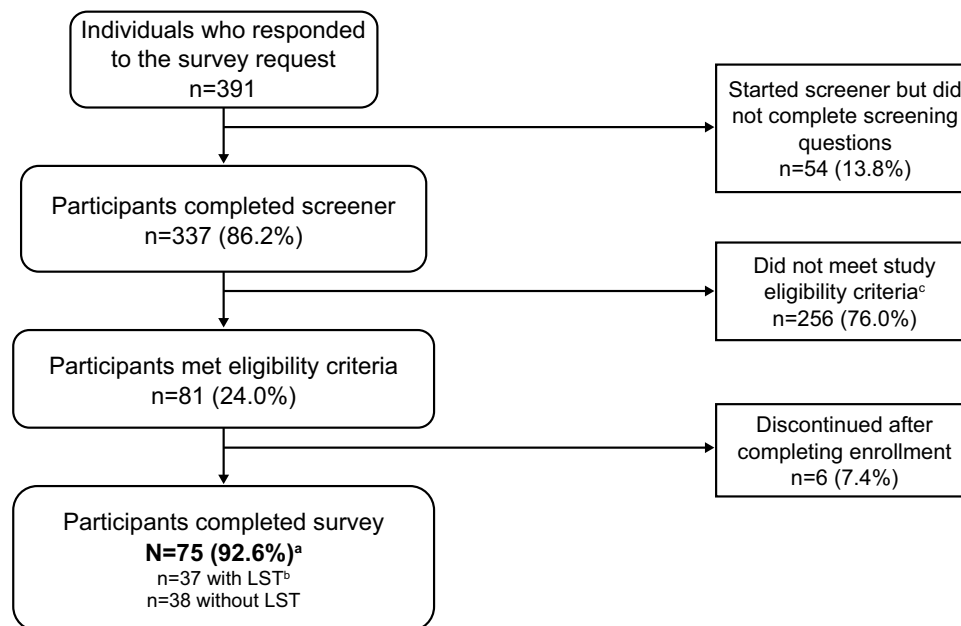 Individuals who responded
to the survey request
n=391
Started screener but did
not complete screening
questions
n=54 (13.8%)
Participants completed screener
n=337 (86.2%)
Did not meet study
eligibility criteriaᶜ
n=256 (76.0%)
Participants met eligibility criteria
n=81 (24.0%)
Discontinued after
completing enrollment
n=6 (7.4%)
Participants completed survey
N=75 (92.6%)ᵃ
n=37 with LSTᵇ
n=38 without LST